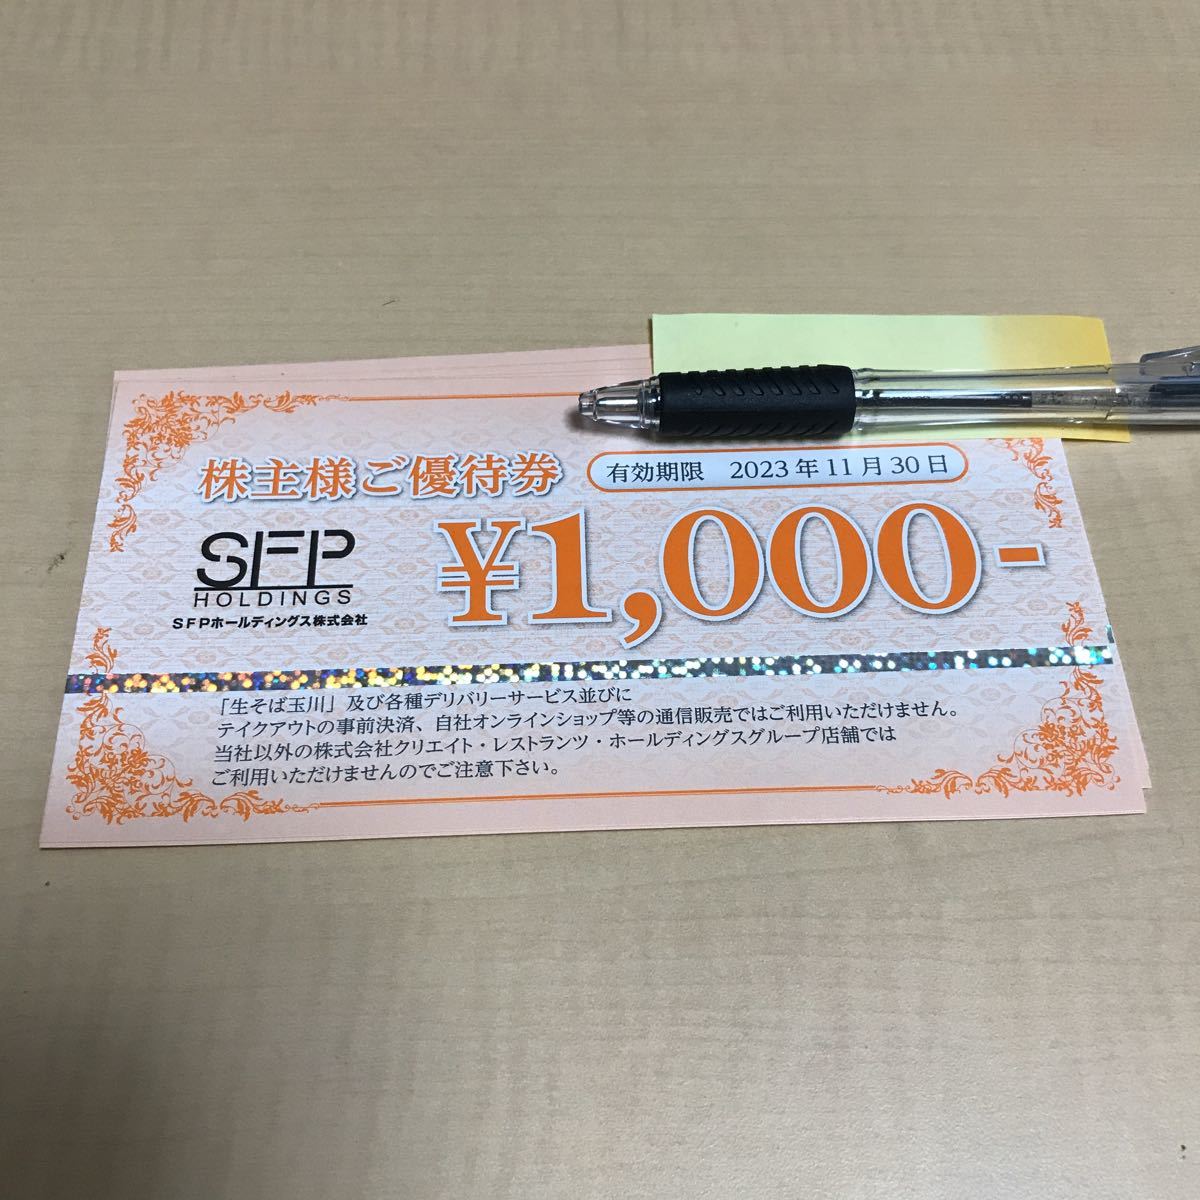 株主様ご優待券
有効期限 2023年11月30日
SFP
HOLDINGS
SFPホールディングス株式会社
¥1,000-
「生そば玉川」及び各種デリバリーサービス並びに
テイクアウトの事前決済、自社オンラインショップ等の通信販売ではご利用いただけません。
当社以外の株式会社クリエイト・レストランツ・ホールディングスグループ店舗では
ご利用いただけませんのでご注意下さい。